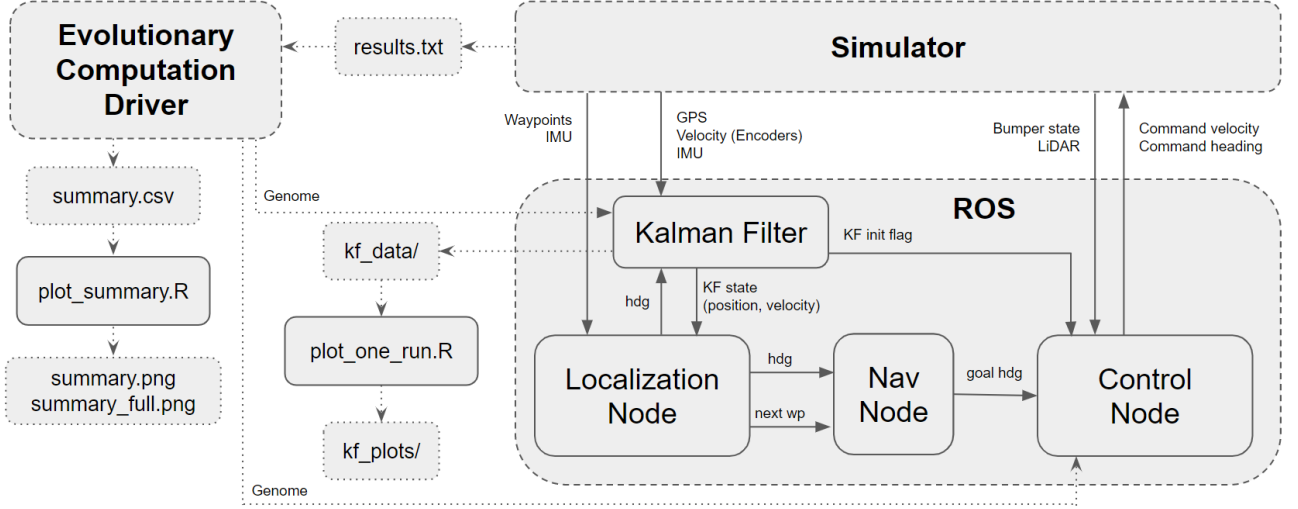 Evolutionary
Computation
Driver
results.txt
Simulator
Waypoints
IMU
GPS
Velocity (Encoders)
IMU
Bumper state
LiDAR
Command velocity
Command heading
summary.csv
Genome
ROS
Kalman Filter
KF init flag
kf_data/
plot_summary.R
hdg
KF state
(position, velocity)
plot_one_run.R
Localization
Node
hdg
next wp
Nav
Node
goal hdg
Control
Node
summary.png
summary_full.png
kf_plots/
Genome